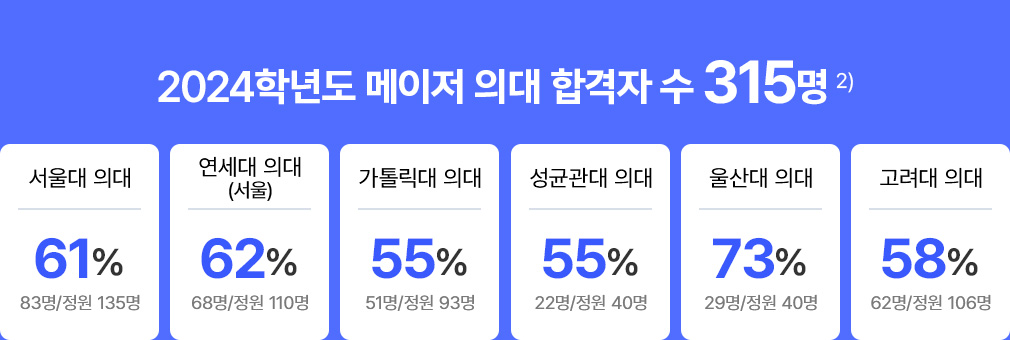 2024학년도 메이저 의대 합격자 수 315명 2)
서울대 의대
61%
83명/정원 135명
연세대 의대
(서울)
62%
68명/정원 110명
가톨릭대 의대
55%
51명/정원 93명
성균관대 의대
55%
22명/정원 40명
울산대 의대
73%
29명/정원 40명
고려대 의대
58%
62명/정원 106명